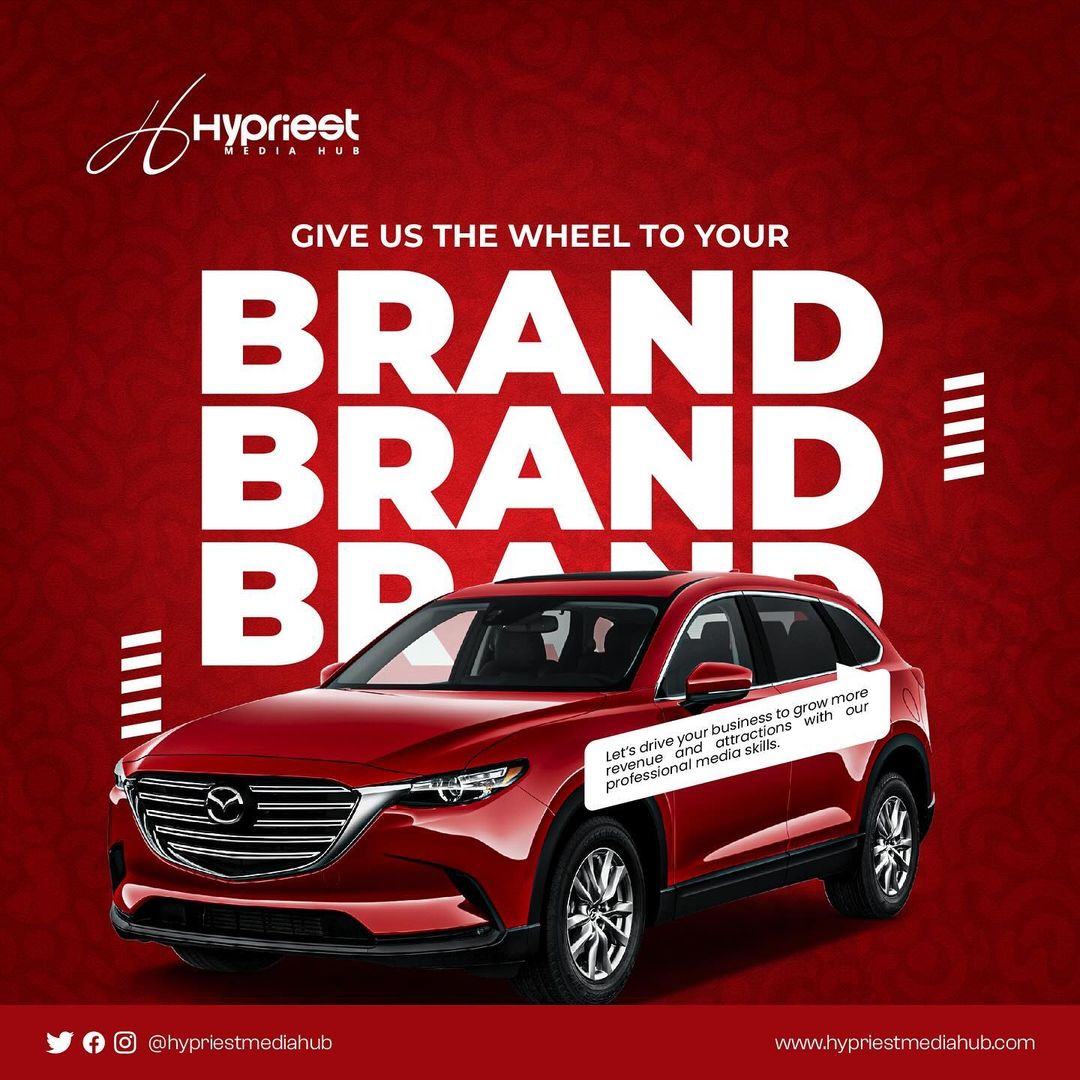 Hypriest
MEDIA HUB
GIVE US THE WHEEL TO YOUR
BRAND
BRAND
BRAND
Let's drive your business to grow more
revenue and attractions with our
professional media skills.
@hypriestmediahub
www.hypriestmediahub.com